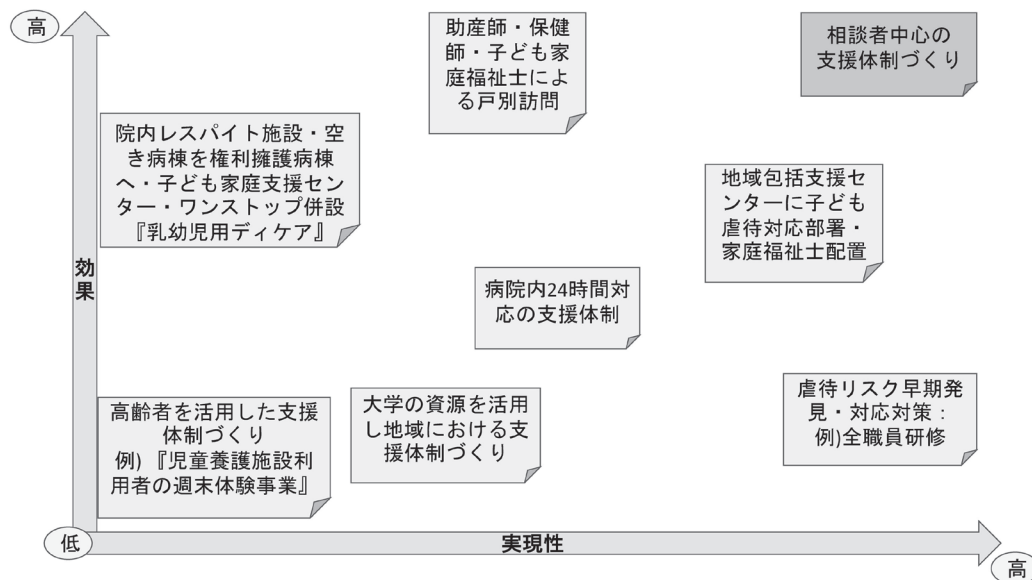 高
助産師・保健
師・子ども家
庭福祉士によ
る戸別訪問
相談者中心の
支援体制づくり
院内レスパイト施設・空
き病棟を権利擁護病棟
へ・子ども家庭支援セン
ター・ワンストップ併設
『乳幼児用ディケア』
地域包括支援セ
ンターに子ども
虐待対応部署・
家庭福祉士配置
効果
病院内24時間対
応の支援体制
高齢者を活用した支援
体制づくり
例) 『児童養護施設利
用者の週末体験事業』
大学の資源を活用
し地域における支
援体制づくり
虐待リスク早期発
見・対応対策：
例)全職員研修
低
実現性
高